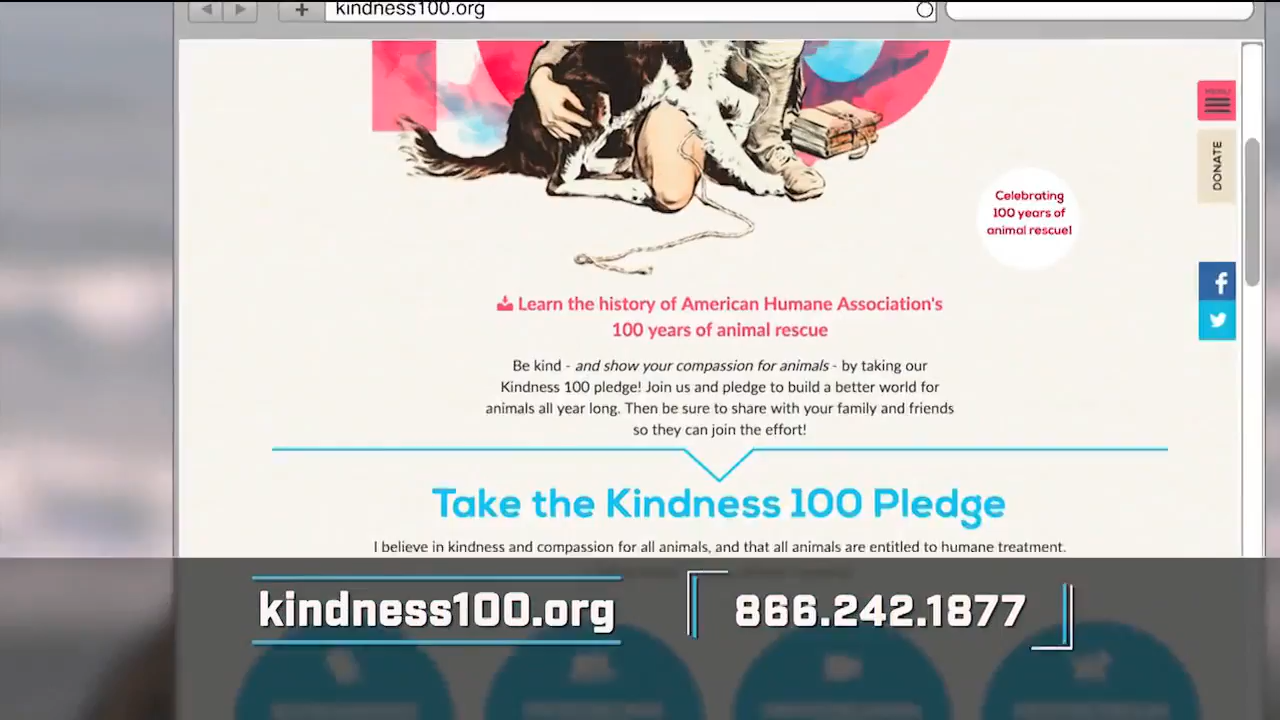 kindness100.org
MENU
DONATE
Celebrating
100 years of
animal rescue!
Learn the history of American Humane Association's
100 years of animal rescue
Be kind - and show your compassion for animals - by taking our
Kindness 100 pledge! Join us and pledge to build a better world for
animals all year long. Then be sure to share with your family and friends
so they can join the effort!
Take the Kindness 100 Pledge
I believe in kindness and compassion for all animals, and that all animals are entitled to humane treatment.
kindness100.org
866.242.1877